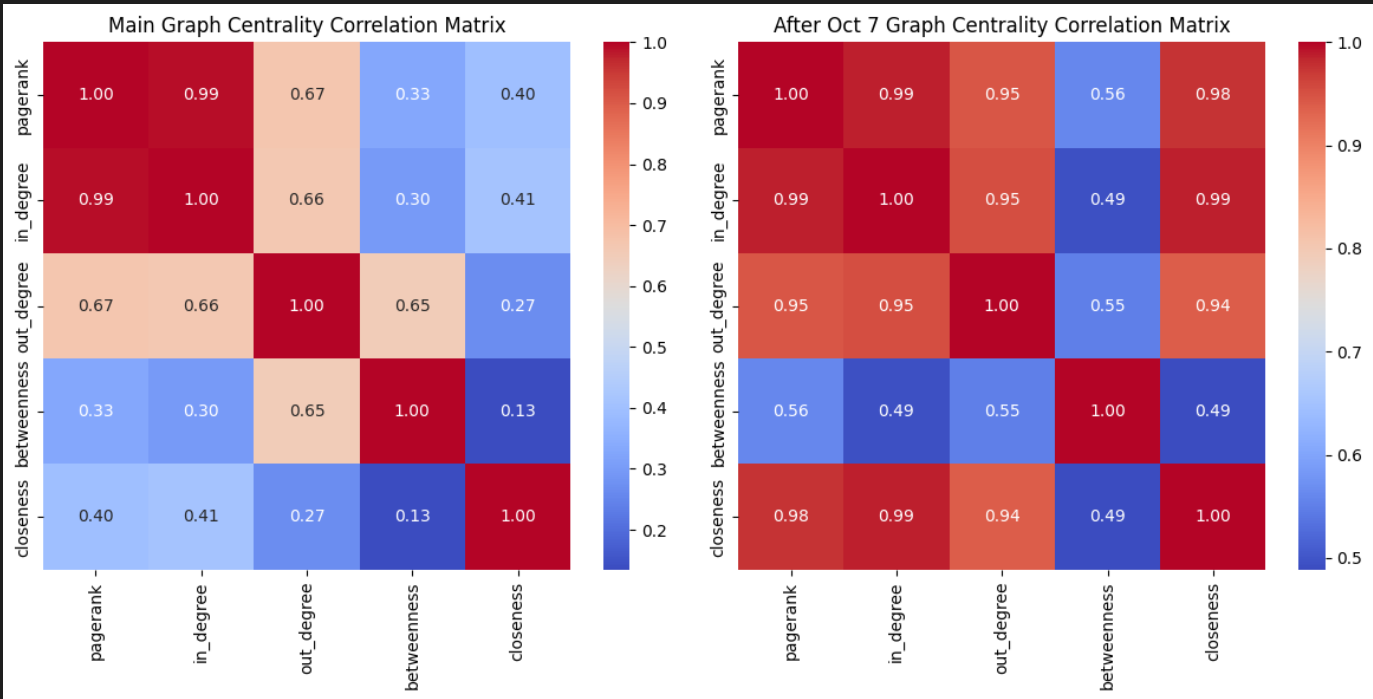 Main Graph Centrality Correlation Matrix
pagerank 1.00 0.99 0.67 0.33 0.40
in_degree 0.99 1.00 0.66 0.30 0.41
out_degree 0.67 0.66 1.00 0.65 0.27
betweenness 0.33 0.30 0.65 1.00 0.13
closeness 0.40 0.41 0.27 0.13 1.00
pagerank in_degree out_degree betweenness closeness
1.0
0.9
0.8
0.7
0.6
0.5
0.4
0.3
0.2
After Oct 7 Graph Centrality Correlation Matrix
pagerank 1.00 0.99 0.95 0.56 0.98
in_degree 0.99 1.00 0.95 0.49 0.99
out_degree 0.95 0.95 1.00 0.55 0.94
betweenness 0.56 0.49 0.55 1.00 0.49
closeness 0.98 0.99 0.94 0.49 1.00
pagerank in_degree out_degree betweenness closeness
1.0
0.9
0.8
0.7
0.6
0.5